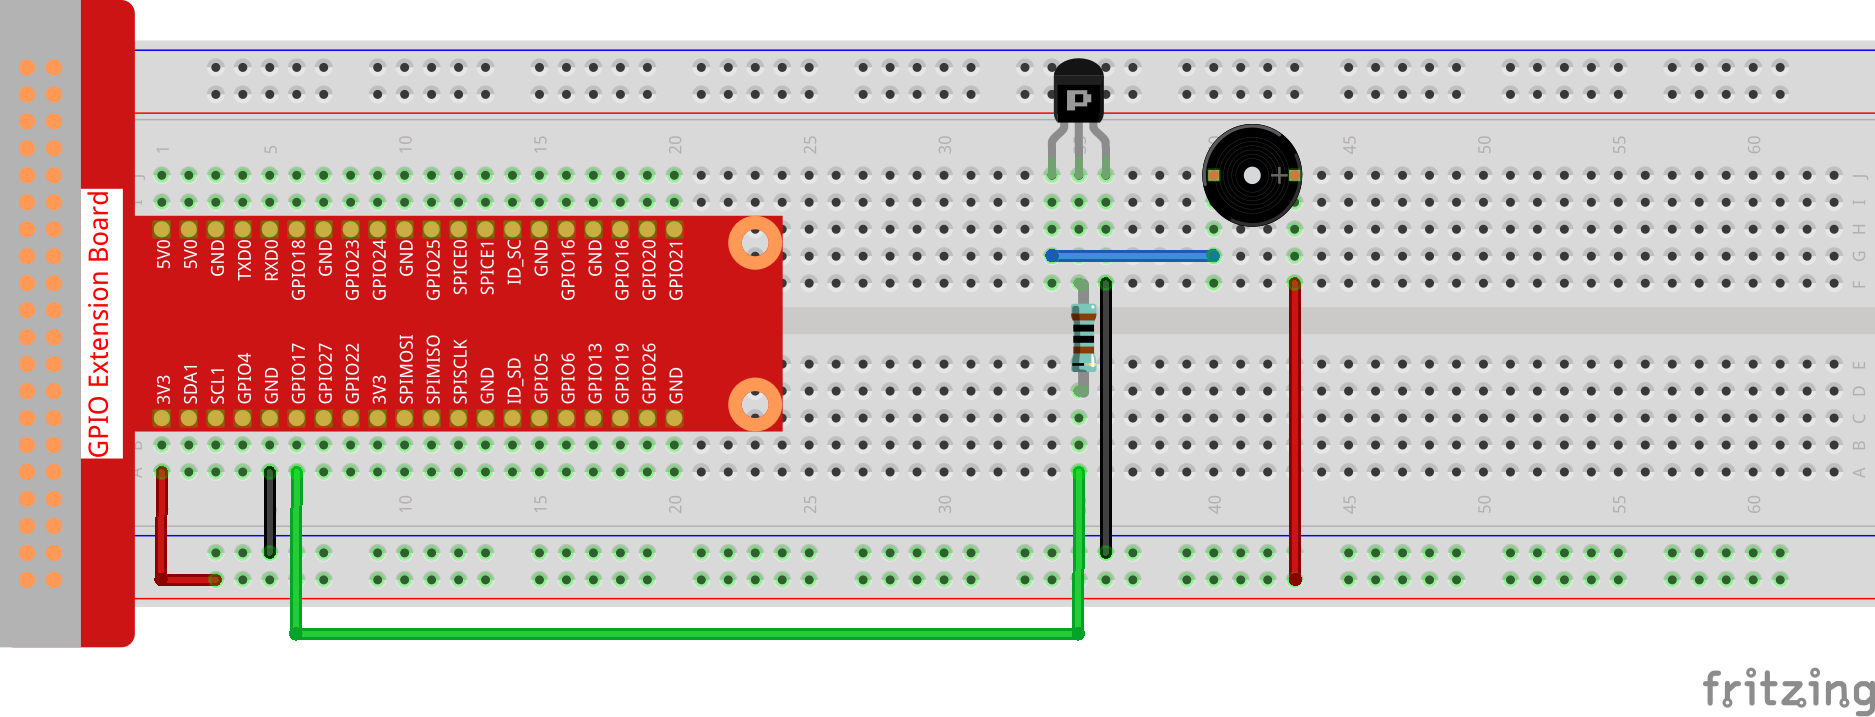 P
1 5 10 15 20 25 30 35 40 45 50 55 60
J J
I I
H
G
F
GPIO Extension Board
5V0 5V0 GND TXD0 RXD0 GPIO18 GND GPIO23 GPIO24 GND GPIO25 SPICE0 SPICE1 ID_SC GND GPIO16 GND GPIO16 GPIO20 GPIO21
3V3 SDA1 SCL1 GPIO4 GND GPIO17 GPIO27 GPIO22 3V3 SPIMOSI SPIMISO SPISCLK GND ID_SD GPIO5 GPIO6 GPIO13 GPIO19 GPIO26 GND
E
D
C
B B
A A
10 15 20 25 30 40 45 50 55 60
fritzing